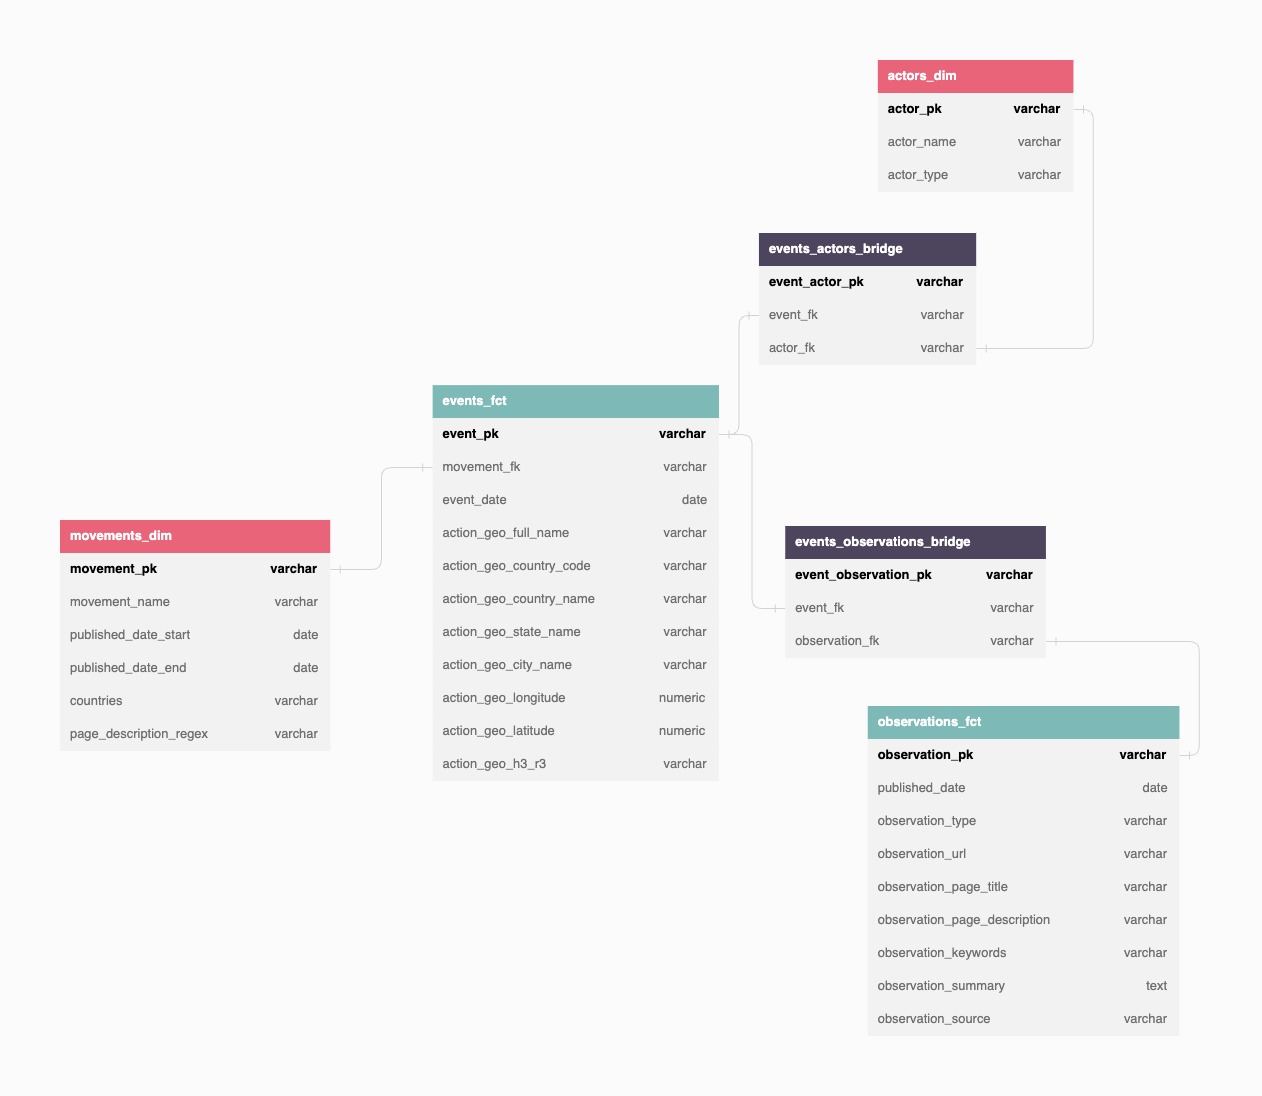 actors_dim
actor_pk varchar
actor_name varchar
actor_type varchar
events_actors_bridge
event_actor_pk varchar
event_fk varchar
actor_fk varchar
events_fct
event_pk varchar
movement_fk varchar
event_date date
action_geo_full_name varchar
action_geo_country_code varchar
action_geo_country_name varchar
action_geo_state_name varchar
action_geo_city_name varchar
action_geo_longitude numeric
action_geo_latitude numeric
action_geo_h3_r3 varchar
movements_dim
movement_pk varchar
movement_name varchar
published_date_start date
published_date_end date
countries varchar
page_description_regex varchar
events_observations_bridge
event_observation_pk varchar
event_fk varchar
observation_fk varchar
observations_fct
observation_pk varchar
published_date date
observation_type varchar
observation_url varchar
observation_page_title varchar
observation_page_description varchar
observation_keywords varchar
observation_summary text
observation_source varchar